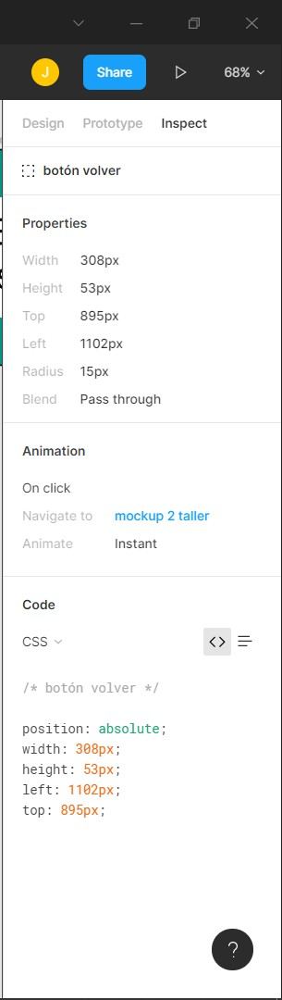 J Share 68%
Design Prototype Inspect
botón volver
Properties
Width 308px
Height 53px
Top 895px
Left 1102px
Radius 15px
Blend Pass through
Animation
On click
Navigate to mockup 2 taller
Animate Instant
Code
CSS
/* botón volver */
position: absolute;
width: 308px;
height: 53px;
left: 1102px;
top: 895px;
?